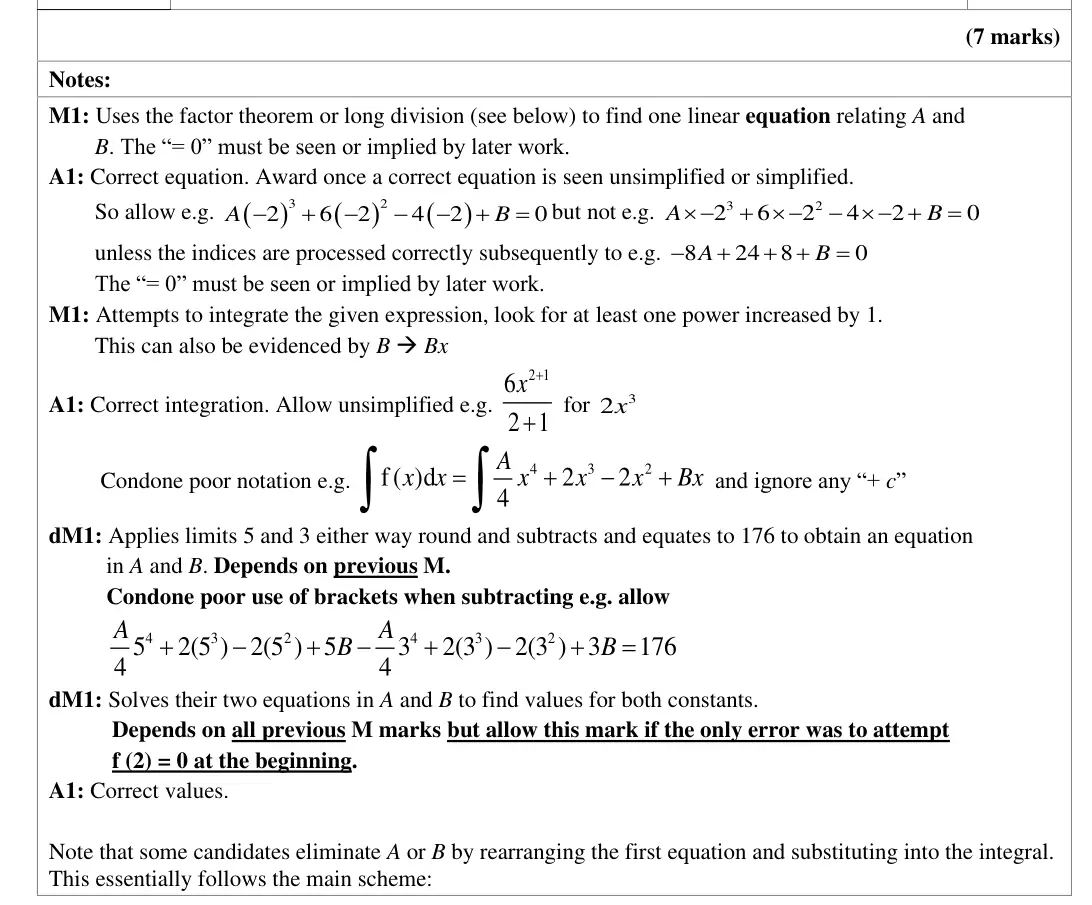 (7 marks)
Notes:
M1: Uses the factor theorem or long division (see below) to find one linear equation relating A and
B. The “= 0” must be seen or implied by later work.
A1: Correct equation. Award once a correct equation is seen unsimplified or simplified.
So allow e.g. A(−2)³ + 6(−2)² − 4(−2) + B = 0 but not e.g. A × −2³ + 6 × −2² − 4 × −2 + B = 0
unless the indices are processed correctly subsequently to e.g. −8A + 24 + 8 + B = 0
The “= 0” must be seen or implied by later work.
M1: Attempts to integrate the given expression, look for at least one power increased by 1.
This can also be evidenced by B → Bx
A1: Correct integration. Allow unsimplified e.g. 6x²⁺¹/2+1 for 2x³
Condone poor notation e.g. ∫f(x)dx = ∫A/4 x⁴ + 2x³ − 2x² + Bx and ignore any “+ c”
dM1: Applies limits 5 and 3 either way round and subtracts and equates to 176 to obtain an equation
in A and B. Depends on previous M.
Condone poor use of brackets when subtracting e.g. allow
A/4 5⁴ + 2(5³) − 2(5²) + 5B − A/4 3⁴ + 2(3³) − 2(3²) + 3B = 176
dM1: Solves their two equations in A and B to find values for both constants.
Depends on all previous M marks but allow this mark if the only error was to attempt
f (2) = 0 at the beginning.
A1: Correct values.
Note that some candidates eliminate A or B by rearranging the first equation and substituting into the integral.
This essentially follows the main scheme: